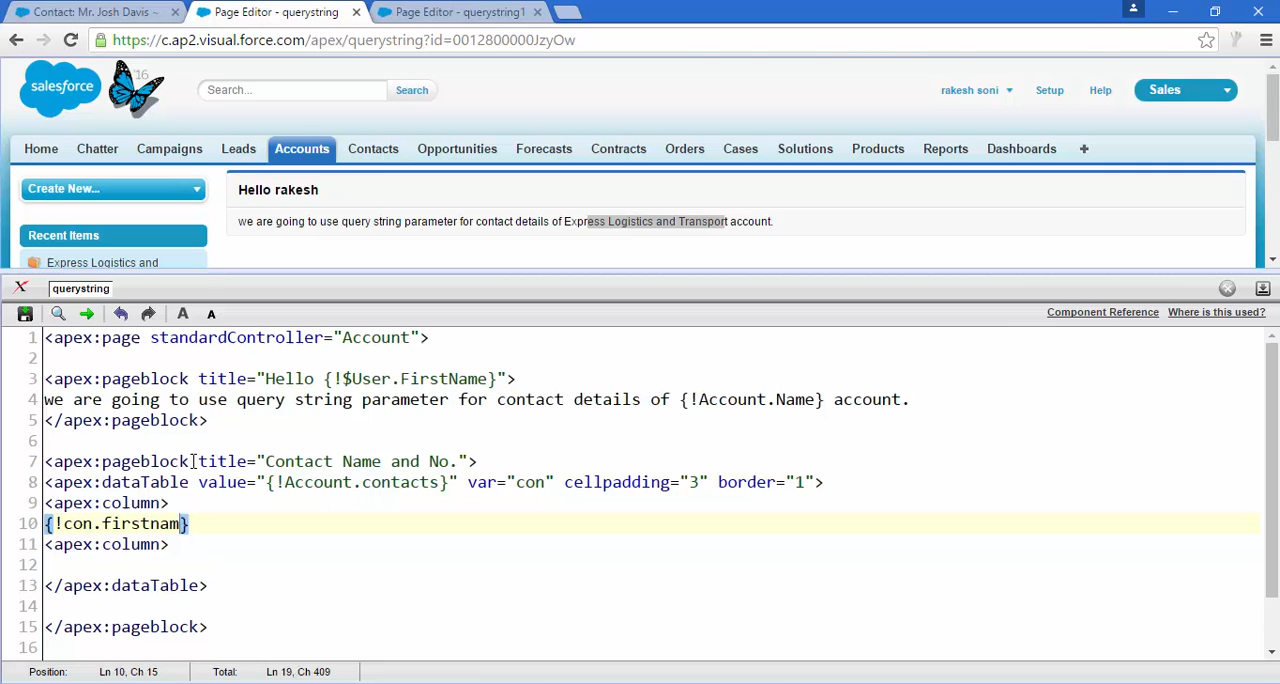 Contact: Mr. Josh Davis ~
Page Editor - querystring
Page Editor - querystring1
https://c.ap2.visual.force.com/apex/querystring?id=0012800000JzyOw
salesforce
'16
Search...
Search
rakesh soni
Setup
Help
Sales
Home
Chatter
Campaigns
Leads
Accounts
Contacts
Opportunities
Forecasts
Contracts
Orders
Cases
Solutions
Products
Reports
Dashboards
+
Create New...
Hello rakesh
we are going to use query string parameter for contact details of Express Logistics and Transport account.
Recent Items
Express Logistics and
querystring
A
A
Component Reference
Where is this used?
1 <apex:page standardController="Account">
2
3 <apex:pageblock title="Hello {!$User.FirstName}">
4 we are going to use query string parameter for contact details of {!Account.Name} account.
5 </apex:pageblock>
6
7 <apex:pageblock title="Contact Name and No.">
8 <apex:dataTable value="{!Account.contacts}" var="con" cellpadding="3" border="1">
9 <apex:column>
10 {!con.firstnam}
11 <apex:column>
12
13 </apex:dataTable>
14
15 </apex:pageblock>
16
Position: Ln 10, Ch 15 Total: Ln 19, Ch 409